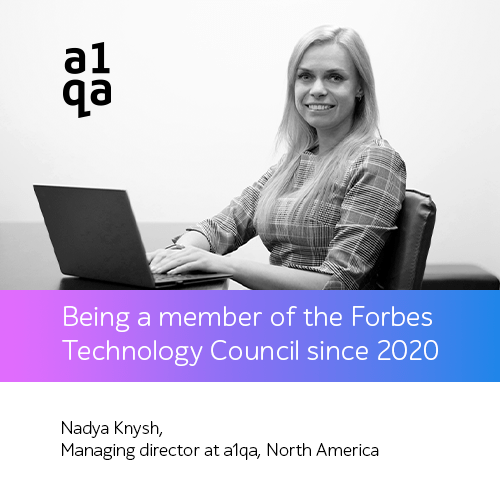 a1
qa
Being a member of the Forbes
Technology Council since 2020
Nadya Knysh,
Managing director at a1qa, North America